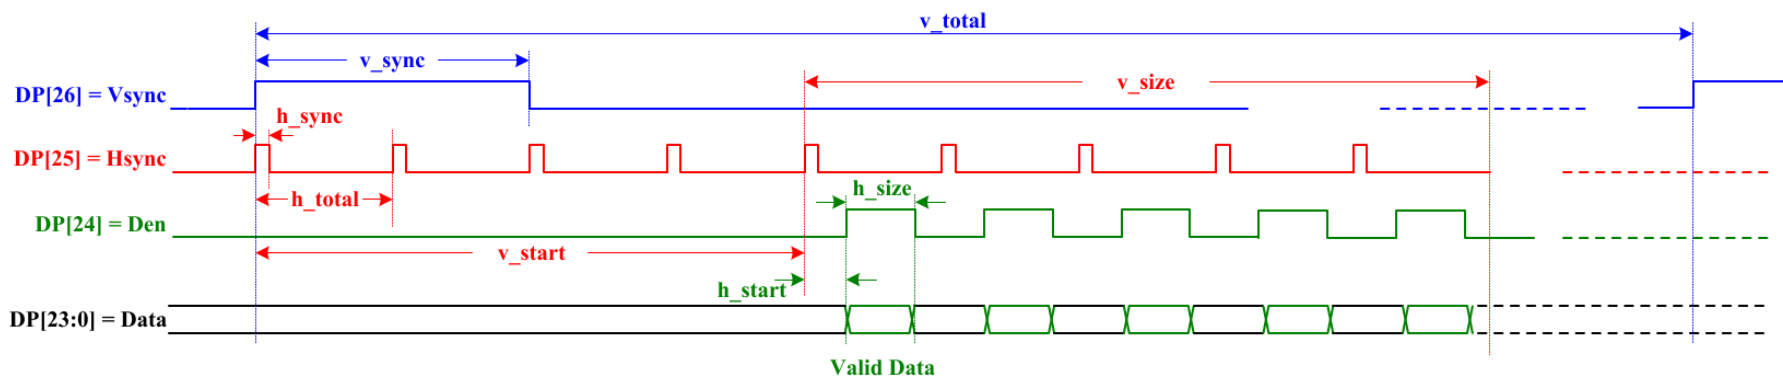 v_total
v_sync
v_size
DP[26] = Vsync
h_sync
DP[25] = Hsync
h_total
h_size
DP[24] = Den
v_start
h_start
DP[23:0] = Data
Valid Data